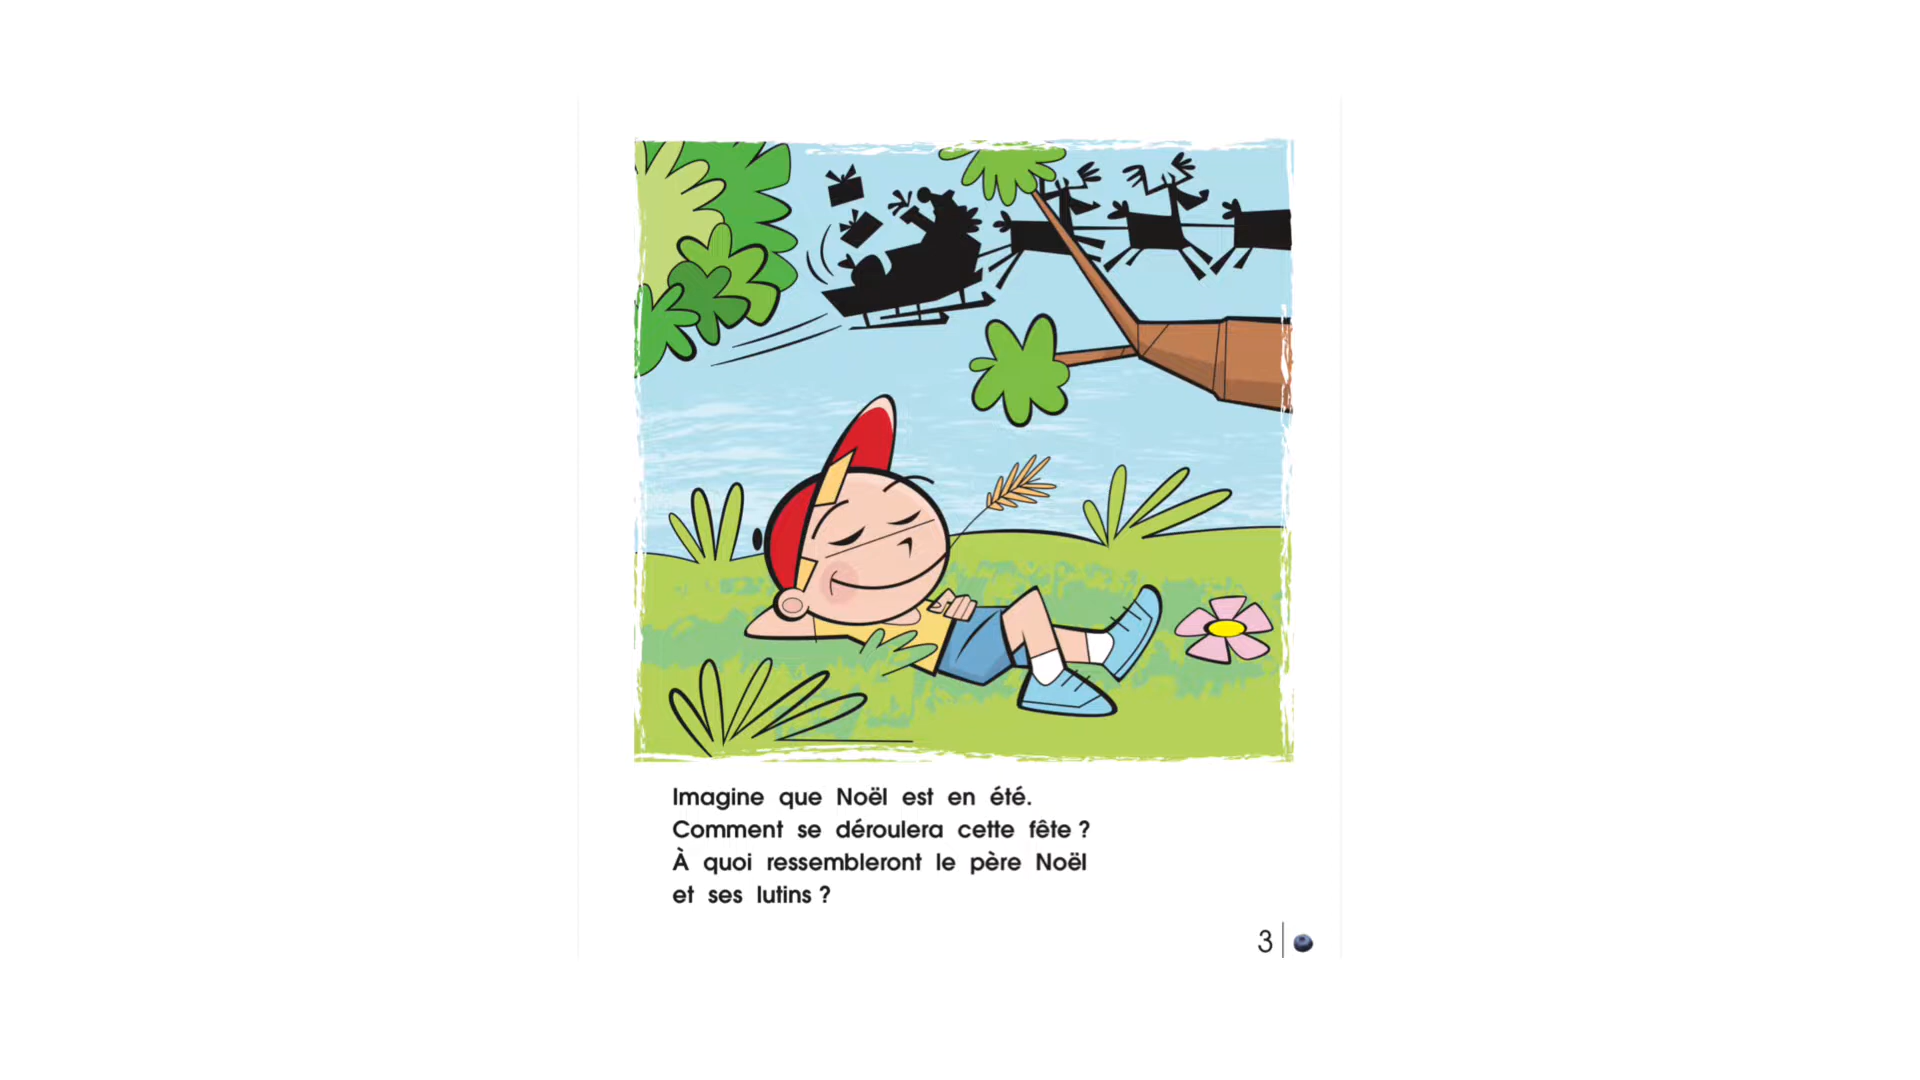 Imagine que Noël est en été.
Comment se déroulera cette fête ?
À quoi ressembleront le père Noël
et ses lutins ?
3